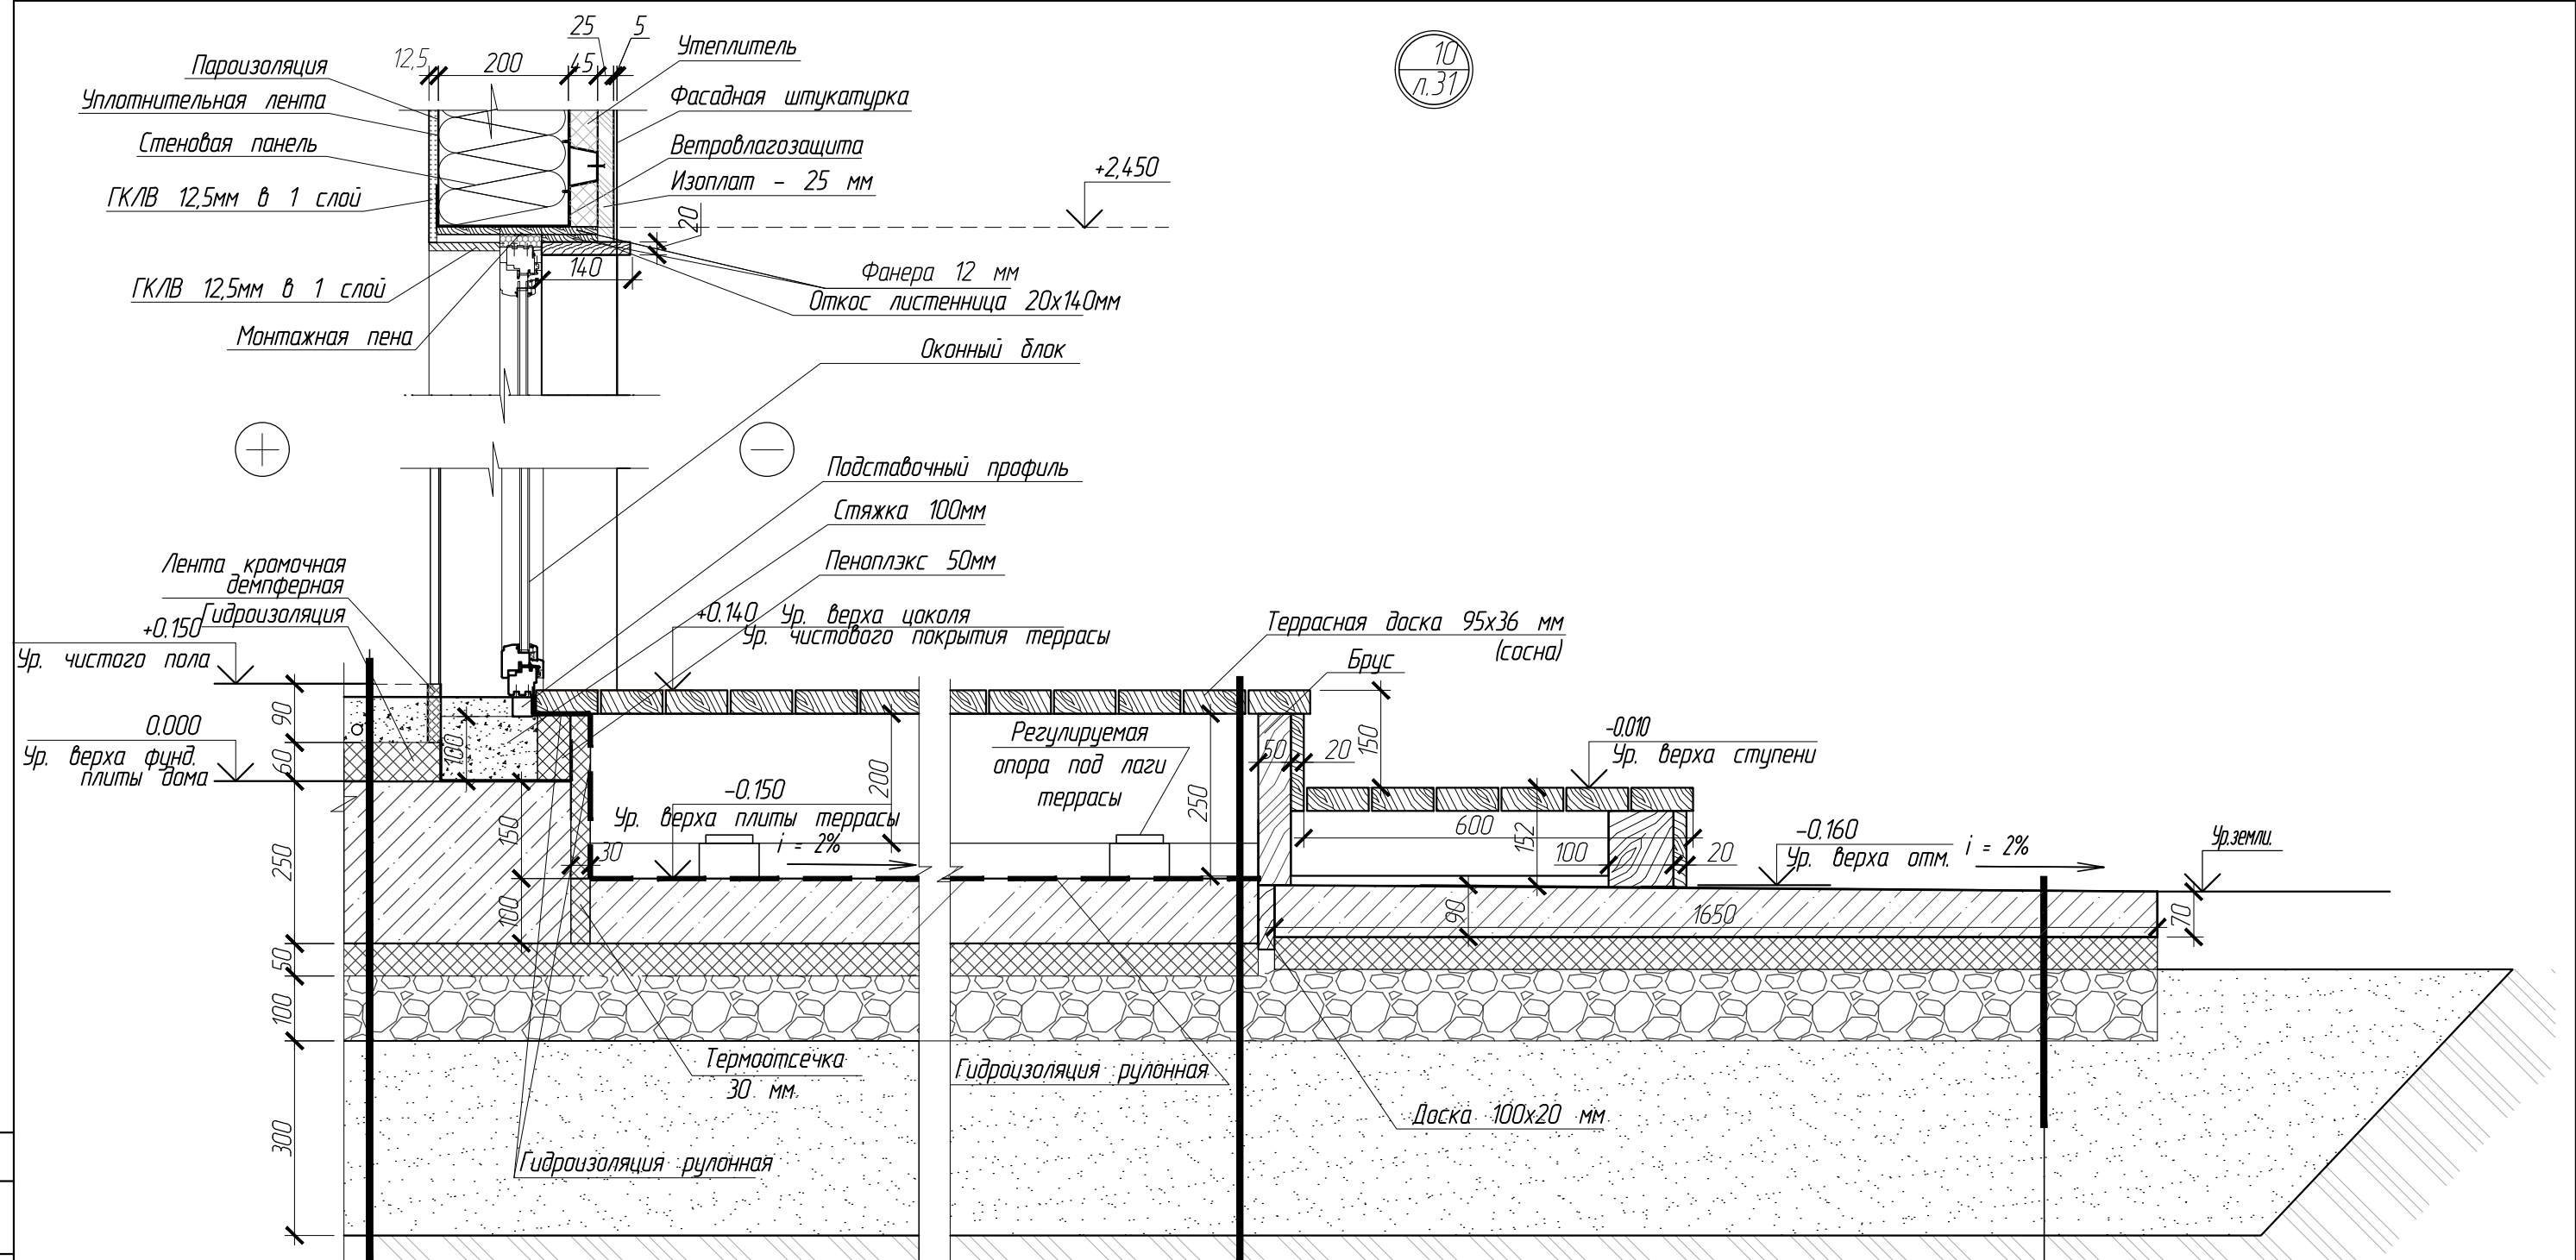 12,5
200
45
25
5
10
л.31
Пароизоляция
Уплотнительная лента
Стеновая панель
ГКЛВ 12,5мм в 1 слой
ГКЛВ 12,5мм в 1 слой
Монтажная пена
Утеплитель
Фасадная штукатурка
Ветровлагозащита
Изоплат - 25 мм
20
+2,450
140
Фанера 12 мм
Откос листенница 20х140мм
Оконный блок
Подставочный профиль
Стяжка 100мм
Пеноплэкс 50мм
Лента кромочная
демпферная
Гидроизоляция
+0.150
Ур. чистого пола
0.000
Ур. верха фунд.
плиты дома
+0.140 Ур. верха цоколя
Ур. чистового покрытия террасы
Террасная доска 95х36 мм
(сосна)
Брус
90
60
250
50
100
300
100
150
100
30
-0.150
Ур. верха плиты террасы
i = 2%
200
Регулируемая
опора под лаги
террасы
250
50
20
150
-0.010
Ур. верха ступени
600
152
100
20
-0.160
Ур. верха отм.
i = 2%
Ур.земли.
90
1650
70
Термоотсечка
30 мм
Гидроизоляция рулонная
Гидроизоляция рулонная
Доска 100х20 мм